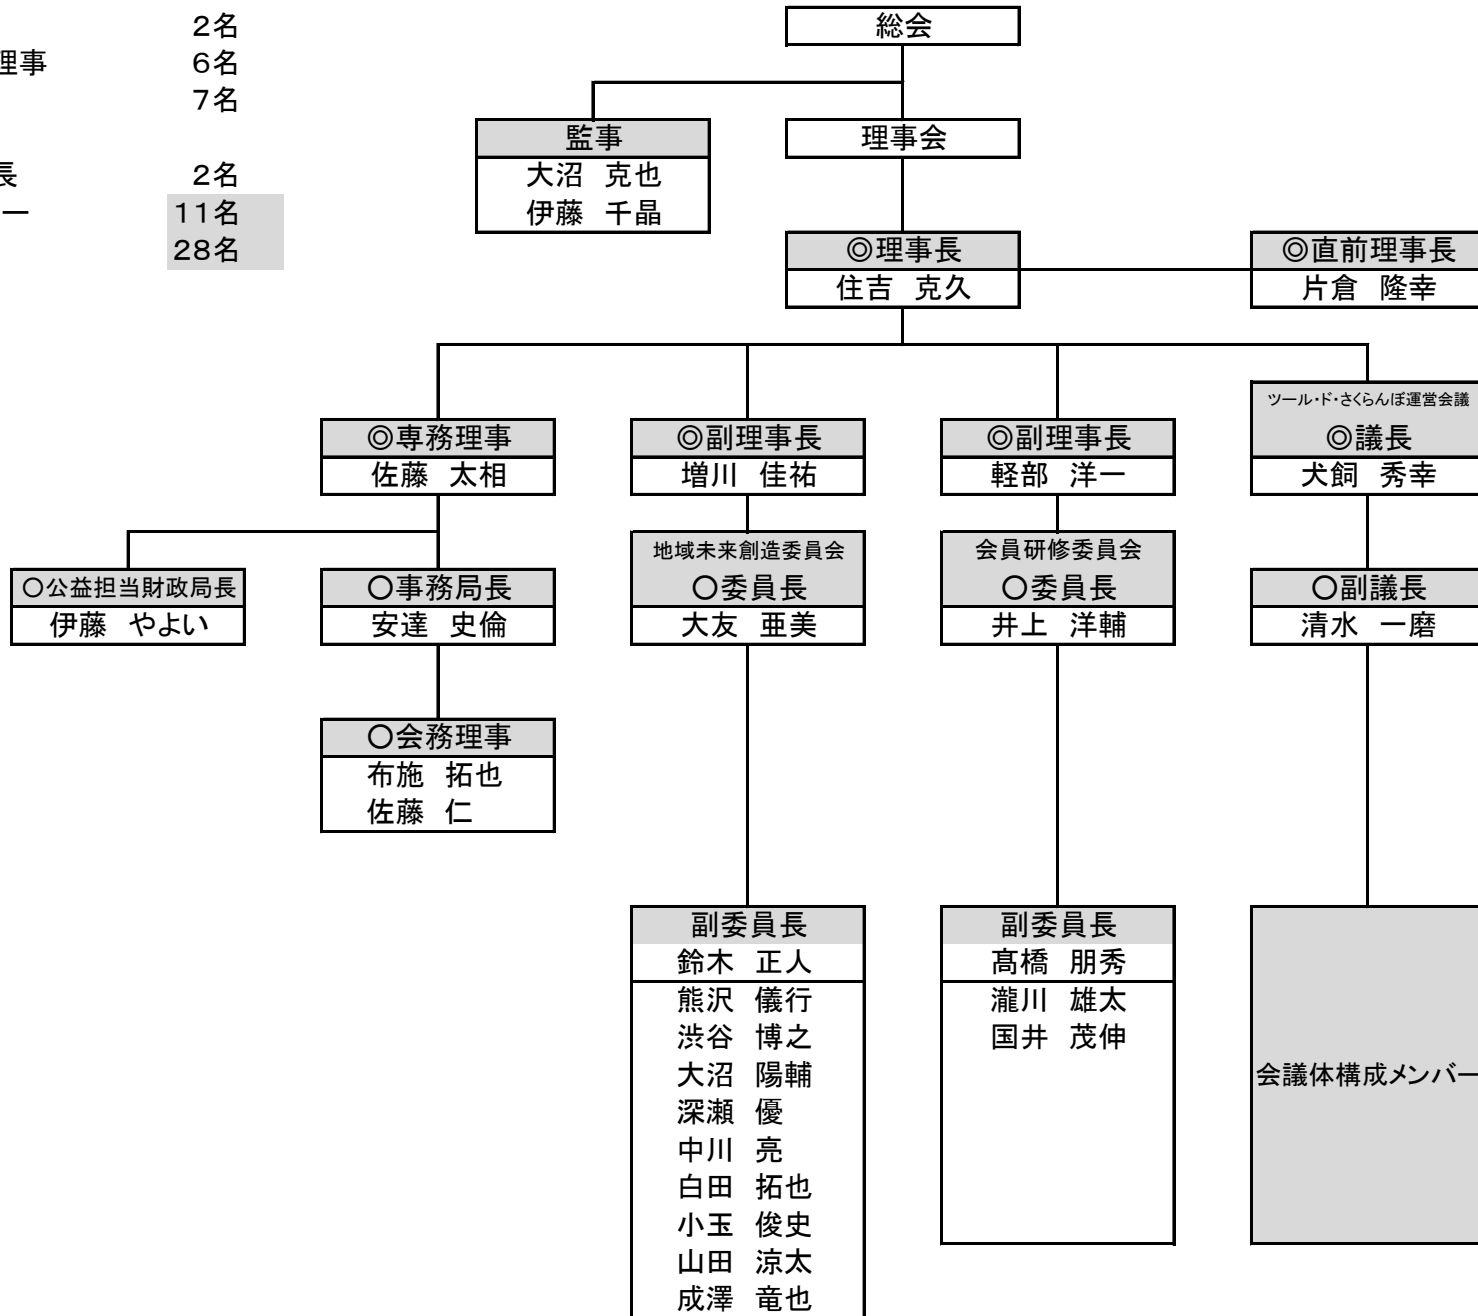 2名
理事 6名
7名
長 2名
ー 11名
28名
総会
監事
大沼 克也
伊藤 千晶
理事会
◎理事長
住吉 克久
◎直前理事長
片倉 隆幸
◎専務理事
佐藤 太相
◎副理事長
増川 佳祐
◎副理事長
軽部 洋一
ツール・ド・さくらんぼ運営会議
◎議長
犬飼 秀幸
○公益担当財政局長
伊藤 やよい
○事務局長
安達 史倫
地域未来創造委員会
○委員長
大友 亜美
会員研修委員会
○委員長
井上 洋輔
○副議長
清水 一磨
○会務理事
布施 拓也
佐藤 仁
副委員長
鈴木 正人
熊沢 儀行
渋谷 博之
大沼 陽輔
深瀬 優
中川 亮
白田 拓也
小玉 俊史
山田 涼太
成澤 竜也
副委員長
髙橋 朋秀
瀧川 雄太
国井 茂伸
会議体構成メンバー